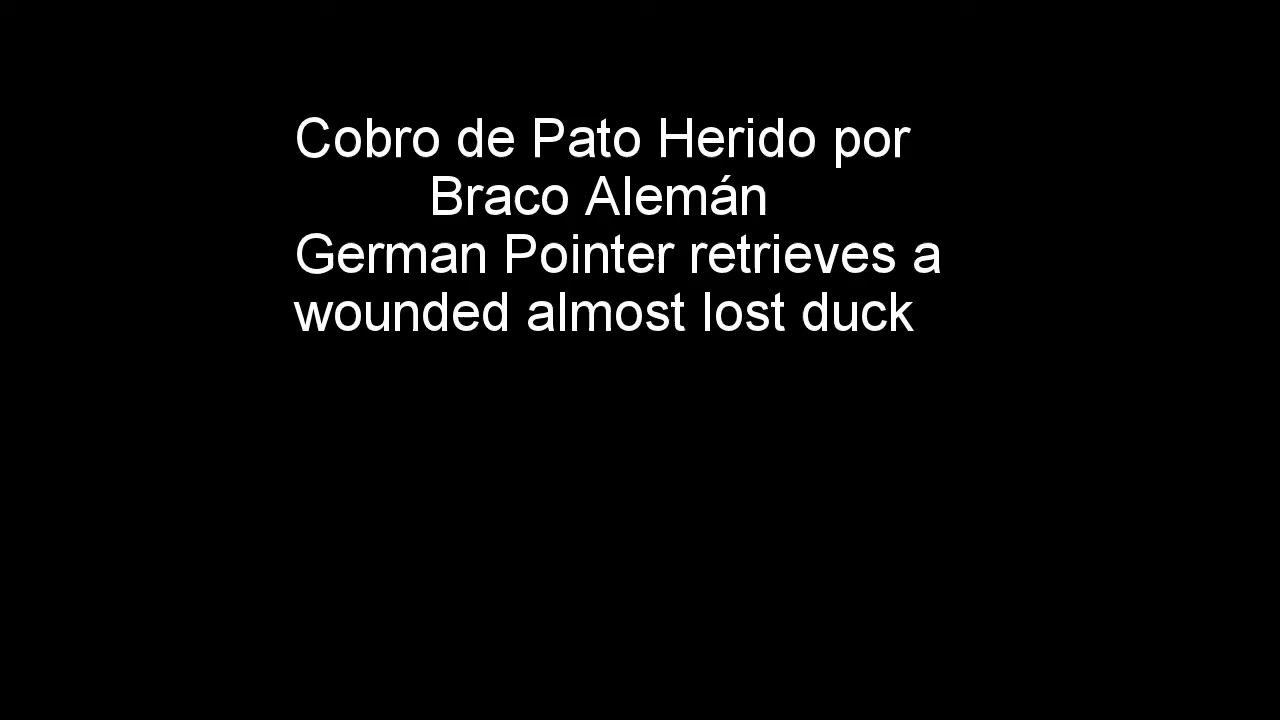 Cobro de Pato Herido por
Braco Alemán
German Pointer retrieves a
wounded almost lost duck